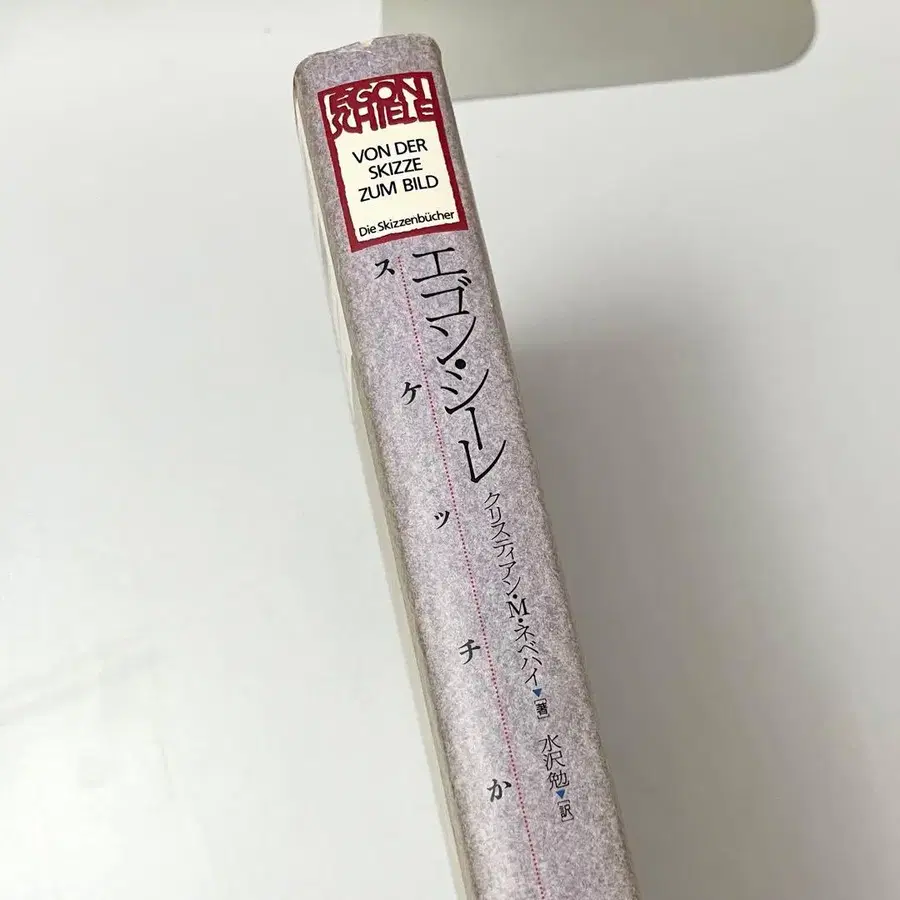 EGON
SCHIELE
VON DER
SKIZZE
ZUM BILD
Die Skizzenbücher
エゴン・シーレ
スケッチか
クリスティアン・M・ネベハイ▼[著]
水沢勉▼[訳]